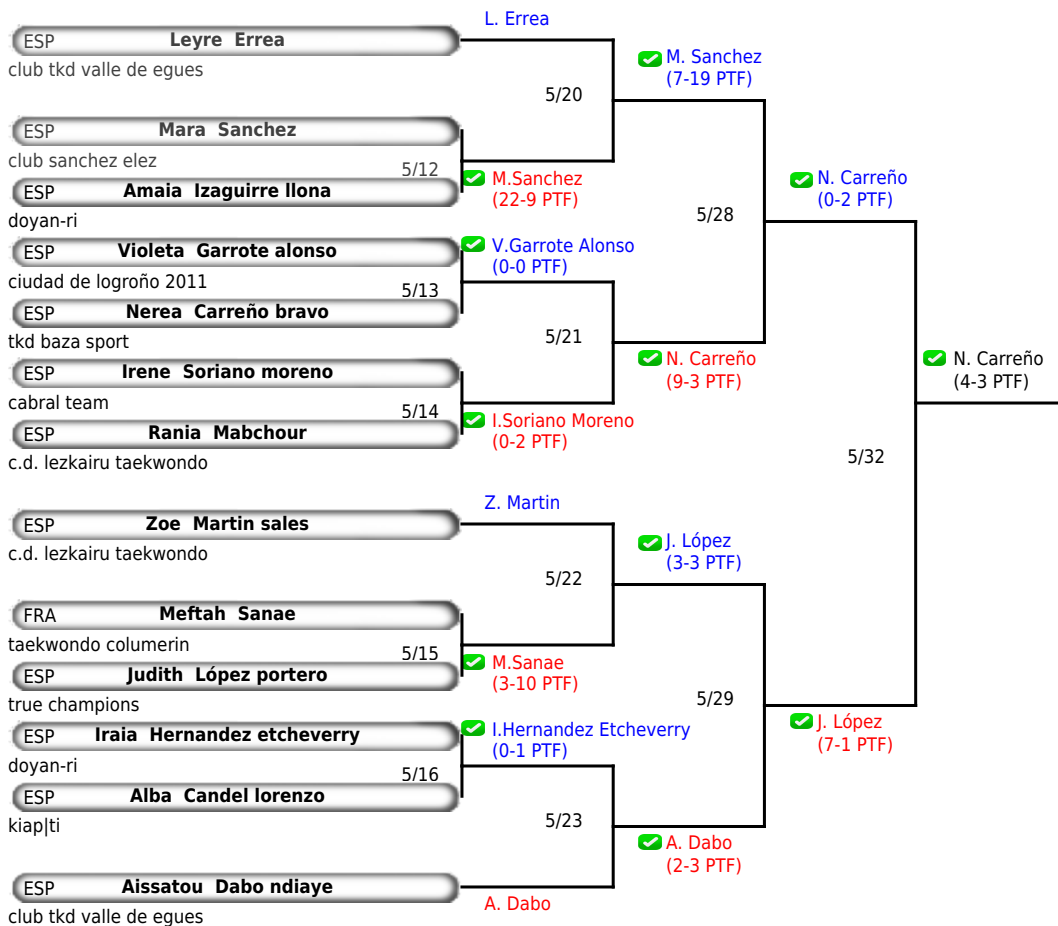 L. Errea
ESP Leyre Errea
club tkd valle de egues
M. Sanchez
(7-19 PTF)
5/20
ESP Mara Sanchez
club sanchez elez
5/12
M.Sanchez
(22-9 PTF)
ESP Amaia Izaguirre llona
doyan-ri
N. Carreño
(0-2 PTF)
5/28
ESP Violeta Garrote alonso
V.Garrote Alonso
(0-0 PTF)
ciudad de logroño 2011
5/13
ESP Nerea Carreño bravo
tkd baza sport
5/21
N. Carreño
(9-3 PTF)
N. Carreño
(4-3 PTF)
ESP Irene Soriano moreno
cabral team
5/14
I.Soriano Moreno
(0-2 PTF)
ESP Rania Mabchour
c.d. lezkairu taekwondo
5/32
Z. Martin
ESP Zoe Martin sales
c.d. lezkairu taekwondo
J. López
(3-3 PTF)
5/22
FRA Meftah Sanae
taekwondo columerin
5/15
M.Sanae
(3-10 PTF)
ESP Judith López portero
true champions
5/29
J. López
(7-1 PTF)
ESP Iraia Hernandez etcheverry
I.Hernandez Etcheverry
(0-1 PTF)
doyan-ri
5/16
ESP Alba Candel lorenzo
kiap|ti
5/23
A. Dabo
(2-3 PTF)
ESP Aissatou Dabo ndiaye
A. Dabo
club tkd valle de egues